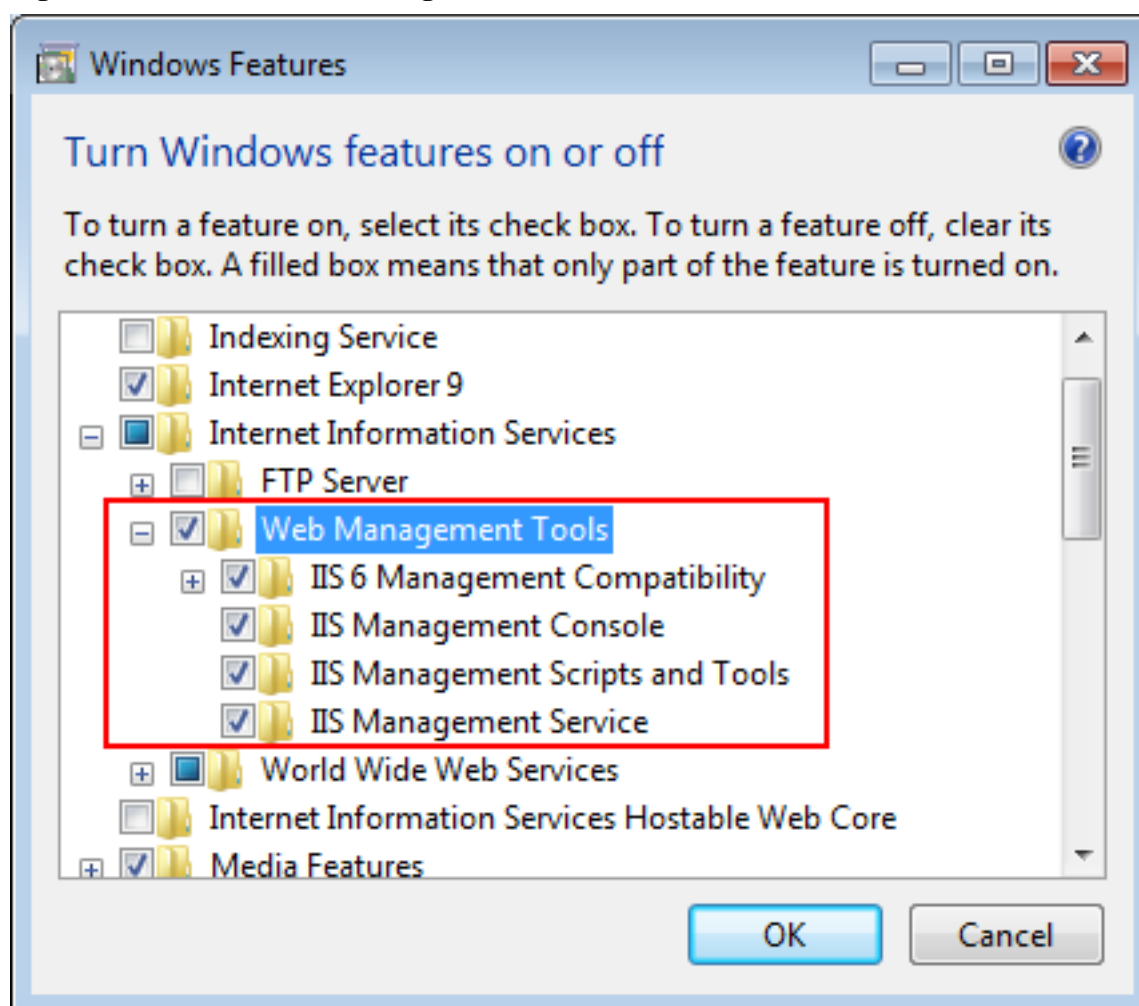 Windows Features
Turn Windows features on or off
To turn a feature on, select its check box. To turn a feature off, clear its
check box. A filled box means that only part of the feature is turned on.
Indexing Service
Internet Explorer 9
Internet Information Services
FTP Server
Web Management Tools
IIS 6 Management Compatibility
IIS Management Console
IIS Management Scripts and Tools
IIS Management Service
World Wide Web Services
Internet Information Services Hostable Web Core
Media Features
OK
Cancel